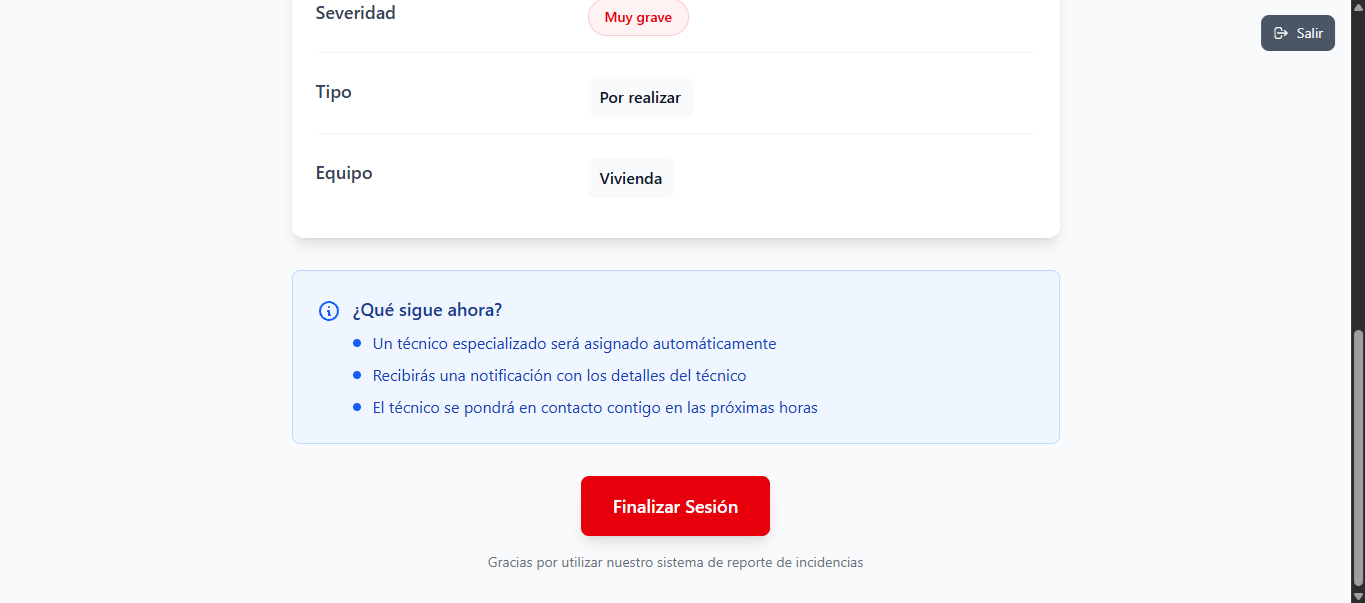 Severidad
Muy grave
Salir
Tipo
Por realizar
Equipo
Vivienda
¿Qué sigue ahora?
Un técnico especializado será asignado automáticamente
Recibirás una notificación con los detalles del técnico
El técnico se pondrá en contacto contigo en las próximas horas
Finalizar Sesión
Gracias por utilizar nuestro sistema de reporte de incidencias